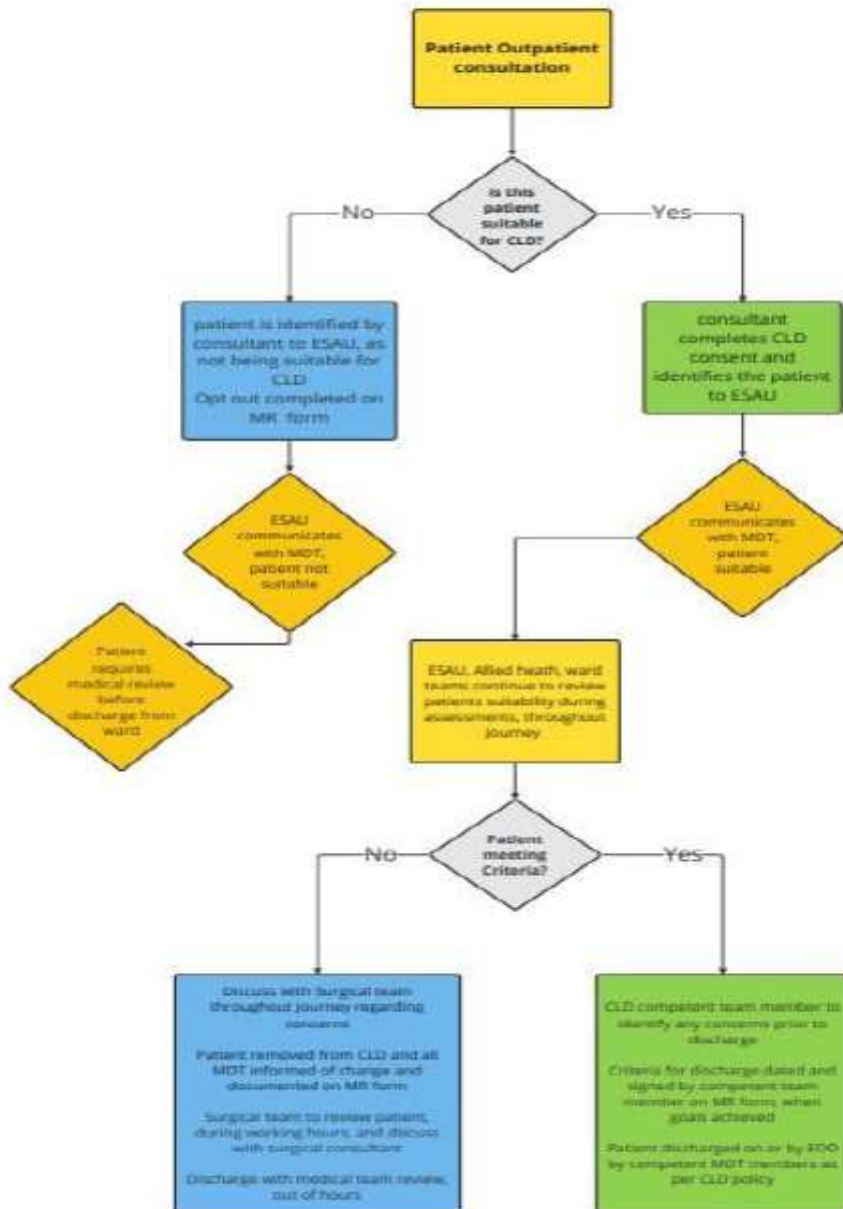 Patient Outpatient
consultation
Is this
patient
suitable
for CLD?
No
Yes
patient is identified by
consultant to ESAU, as
not being suitable for
CLD
Opt out completed on
MR form
consultant
completes CLD
consent and
identifies the patient
to ESAU
ESAU
communicates
with MDT,
patient not
suitable
ESAU
communicates
with MDT,
patient
suitable
Patient
requires
medical review
before
discharge from
ward
ESAU, Allied heath, ward
teams continue to review
patients suitability during
assessments, throughout
journey
Patient
meeting
Criteria?
No
Yes
Discuss with Surgical team
throughout journey regarding
concerns
Patient removed from CLD and all
MDT informed of change and
documented on MR form
Surgical team to review patient,
during working hours, and discuss
with surgical consultant
Discharge with medical team review,
out of hours
CLD competent team member to
identify any concerns prior to
discharge
Criteria for discharge dated and
signed by competent team
member on MR form, when
goals achieved
Patient discharged on or by EDD
by competent MDT members as
per CLD policy